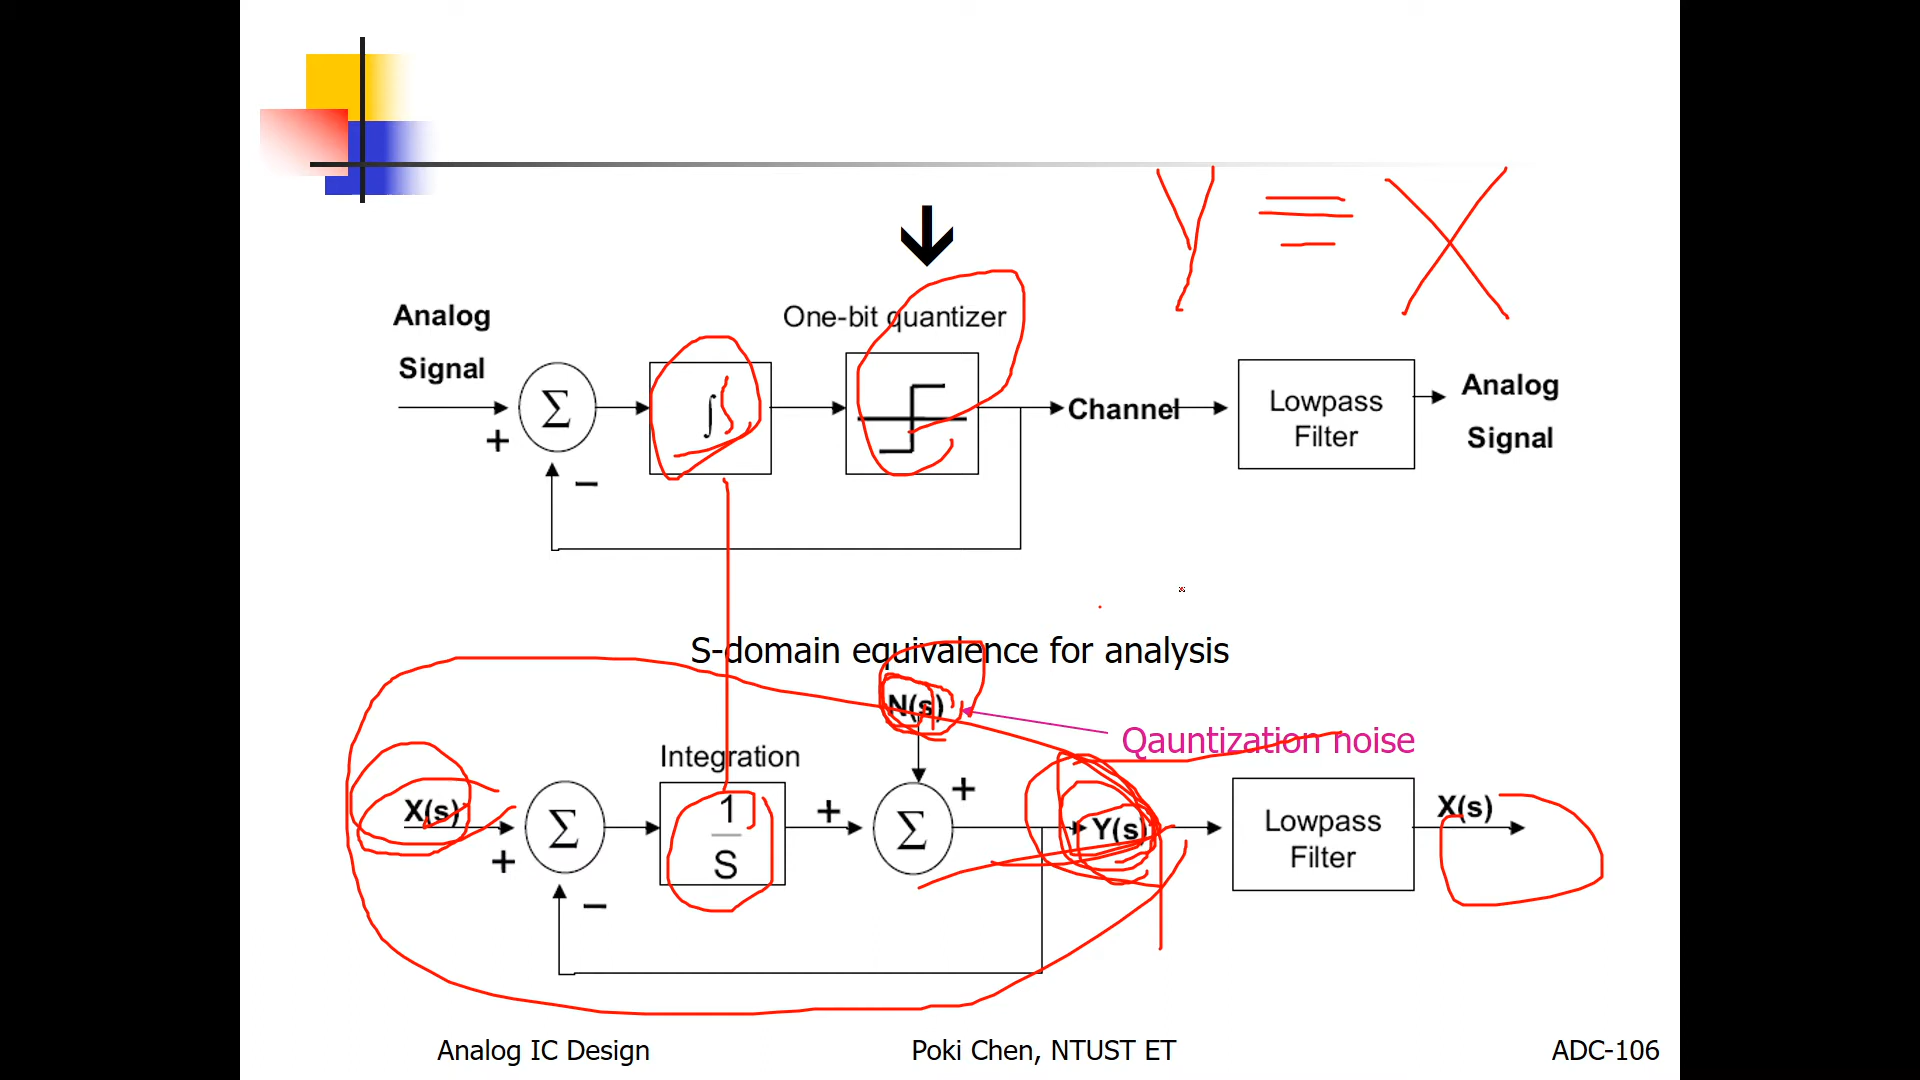 Y = X
One-bit quantizer
Analog
Signal
Σ
+
−
∫
Channel
Lowpass
Filter
Analog
Signal
S-domain equivalence for analysis
N(s)
Qauntization noise
Integration
X(s)
+
Σ
−
1
S
+
Σ
+
Y(s)
Lowpass
Filter
X(s)
Analog IC Design
Poki Chen, NTUST ET
ADC-106